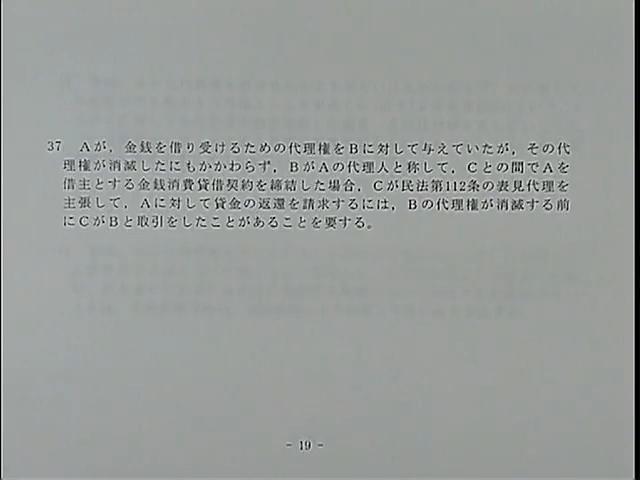 37　Aが，金銭を借り受けるための代理権をBに対して与えていたが，その代
理権が消滅したにもかかわらず，BがAの代理人と称して，Cとの間でAを
借主とする金銭消費貸借契約を締結した場合，Cが民法第112条の表見代理を
主張して，Aに対して貸金の返還を請求するには，Bの代理権が消滅する前
にCがBと取引をしたことがあることを要する。
- 19 -